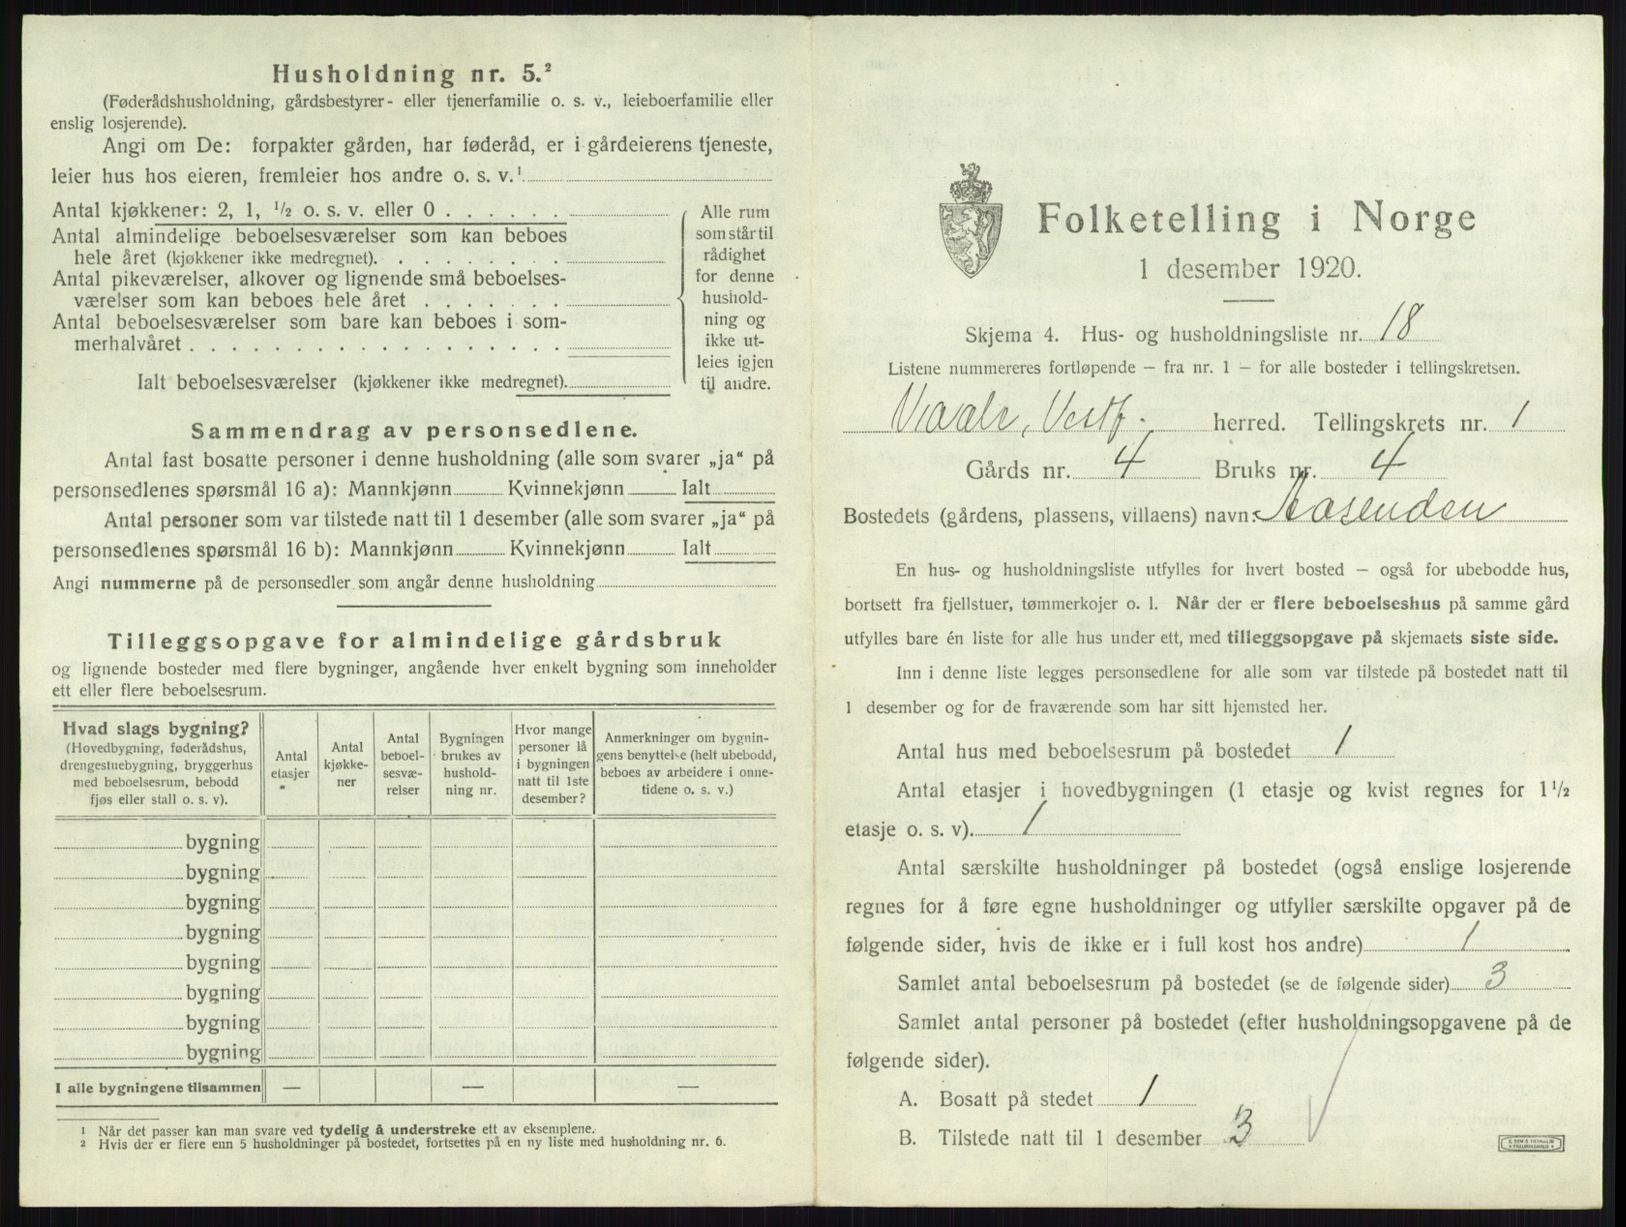 Husholdning nr. 5.²
(Føderådshusholdning, gårdsbestyrer- eller tjenerfamilie o. s. v., leieboerfamilie eller
enslig losjerende).
Angi om De: forpakter gården, har føderåd, er i gårdeierens tjeneste,
leier hus hos eieren, fremleier hos andre o. s. v.¹
Antal kjøkkener: 2, 1, ½ o. s. v. eller 0 . . . . . .
Antal almindelige beboelsesværelser som kan beboes
hele året (kjøkkener ikke medregnet). . . . . . . . .
Antal pikeværelser, alkover og lignende små beboelses-
værelser som kan beboes hele året . . . . . . .
Antal beboelsesværelser som bare kan beboes i som-
merhalvåret . . . . . . . . . . . . . . . . . .
Ialt beboelsesværelser (kjøkkener ikke medregnet).
Alle rum
som står til
rådighet
for denne
hushold-
ning og
ikke ut-
leies igjen
til andre.
Sammendrag av personsedlene.
Antal fast bosatte personer i denne husholdning (alle som svarer „ja“ på
personsedlenes spørsmål 16 a): Mannkjønn Kvinnekjønn Ialt
Antal personer som var tilstede natt til 1 desember (alle som svarer „ja“ på
personsedlenes spørsmål 16 b): Mannkjønn Kvinnekjønn Ialt
Angi nummerne på de personsedler som angår denne husholdning
Tilleggsopgave for almindelige gårdsbruk
og lignende bosteder med flere bygninger, angående hver enkelt bygning som inneholder
ett eller flere beboelsesrum.
Hvad slags bygning?
(Hovedbygning, føderådshus,
drengestuebygning, bryggerhus
med beboelsesrum, bebodd
fjøs eller stall o. s. v).
Antal
etasjer
Antal
kjøkke-
ner
Antal
beboel-
sesvæ-
relser
Bygningen
brukes av
hushold-
ning nr.
Hvor mange
personer lå
i bygningen
natt til 1ste
desember?
Anmerkninger om bygnin-
gens benyttelse (helt ubebodd,
beboes av arbeidere i onne-
tidene o. s. v.)
bygning
bygning
bygning
bygning
bygning
bygning
bygning
bygning
I alle bygningene tilsammen — — —
¹ Når det passer kan man svare ved tydelig å understreke ett av eksemplene.
² Hvis der er flere enn 5 husholdninger på bostedet, fortsettes på en ny liste med husholdning nr. 6.
Folketelling i Norge
1 desember 1920.
Skjema 4. Hus- og husholdningsliste nr. 18
Listene nummereres fortløpende – fra nr. 1 – for alle bosteder i tellingskretsen.
Vaale, Vestf. herred. Tellingskrets nr. 1
Gårds nr. 4 Bruks nr. 4
Bostedets (gårdens, plassens, villaens) navn: Aasenden
En hus- og husholdningsliste utfylles for hvert bosted – også for ubebodde hus,
bortsett fra fjellstuer, tømmerkojer o. l. Når der er flere beboelseshus på samme gård
utfylles bare én liste for alle hus under ett, med tilleggsopgave på skjemaets siste side.
Inn i denne liste legges personsedlene for alle som var tilstede på bostedet natt til
1 desember og for de fraværende som har sitt hjemsted her.
Antal hus med beboelsesrum på bostedet 1
Antal etasjer i hovedbygningen (1 etasje og kvist regnes for 1½
etasje o. s. v). 1
Antal særskilte husholdninger på bostedet (også enslige losjerende
regnes for å føre egne husholdninger og utfyller særskilte opgaver på de
følgende sider, hvis de ikke er i full kost hos andre) 1
Samlet antal beboelsesrum på bostedet (se de følgende sider) 3
Samlet antal personer på bostedet (efter husholdningsopgavene på de
følgende sider).
A. Bosatt på stedet 1
B. Tilstede natt til 1 desember 3